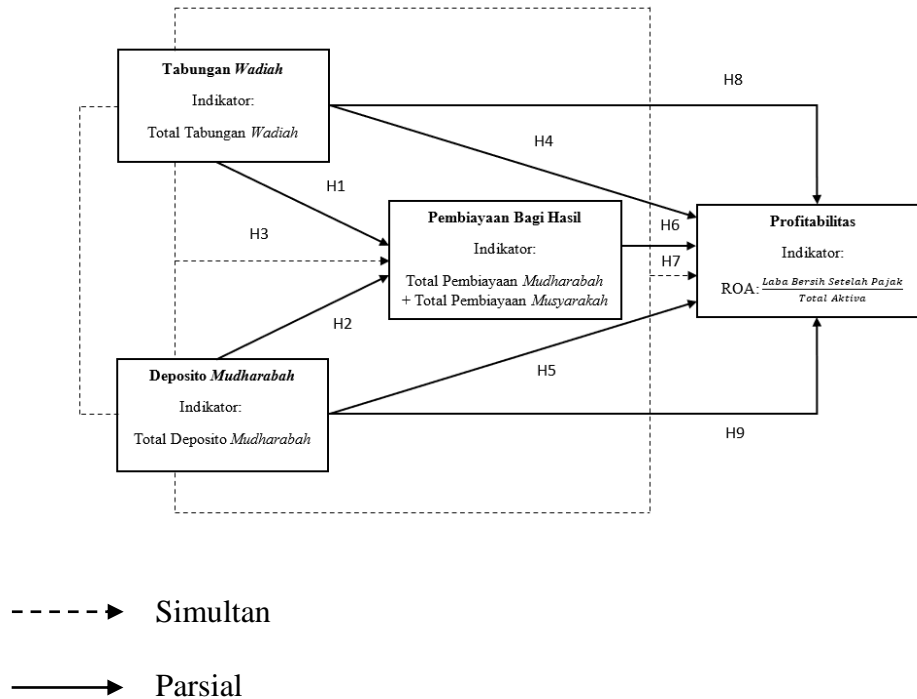 Tabungan Wadiah
Indikator:
Total Tabungan Wadiah
H8
H4
H1
H3
Pembiayaan Bagi Hasil
Indikator:
Total Pembiayaan Mudharabah
+ Total Pembiayaan Musyarakah
H6
H7
Profitabilitas
Indikator:
ROA: Laba Bersih Setelah Pajak
Total Aktiva
H2
Deposito Mudharabah
Indikator:
Total Deposito Mudharabah
H5
H9
Simultan
Parsial